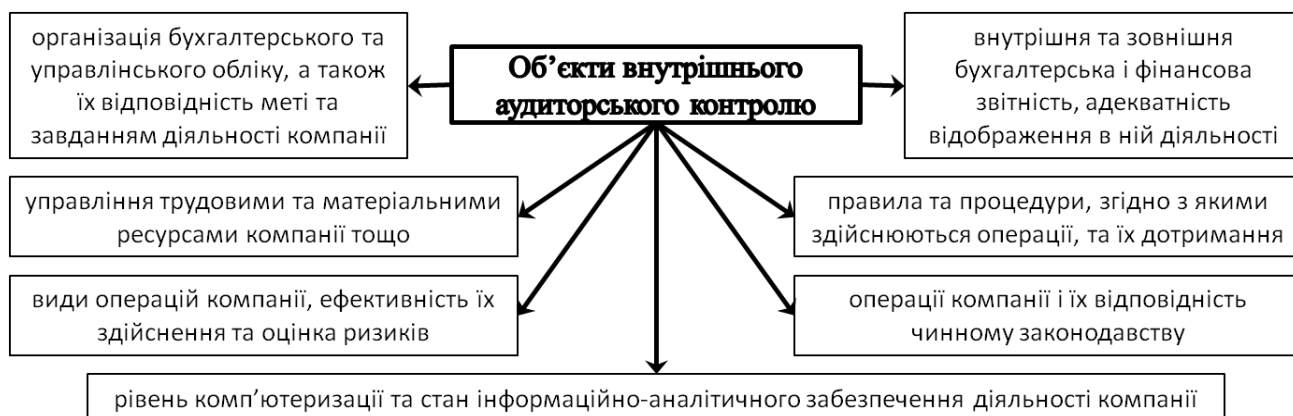 Об’єкти внутрішнього
аудиторського контролю
організація бухгалтерського та
управлінського обліку, а також
їх відповідність меті та
завданням діяльності компанії
внутрішня та зовнішня
бухгалтерська і фінансова
звітність, адекватність
відображення в ній діяльності
управління трудовими та матеріальними
ресурсами компанії тощо
правила та процедури, згідно з якими
здійснюються операції, та їх дотримання
види операцій компанії, ефективність їх
здійснення та оцінка ризиків
операції компанії і їх відповідність
чинному законодавству
рівень комп’ютеризації та стан інформаційно-аналітичного забезпечення діяльності компанії